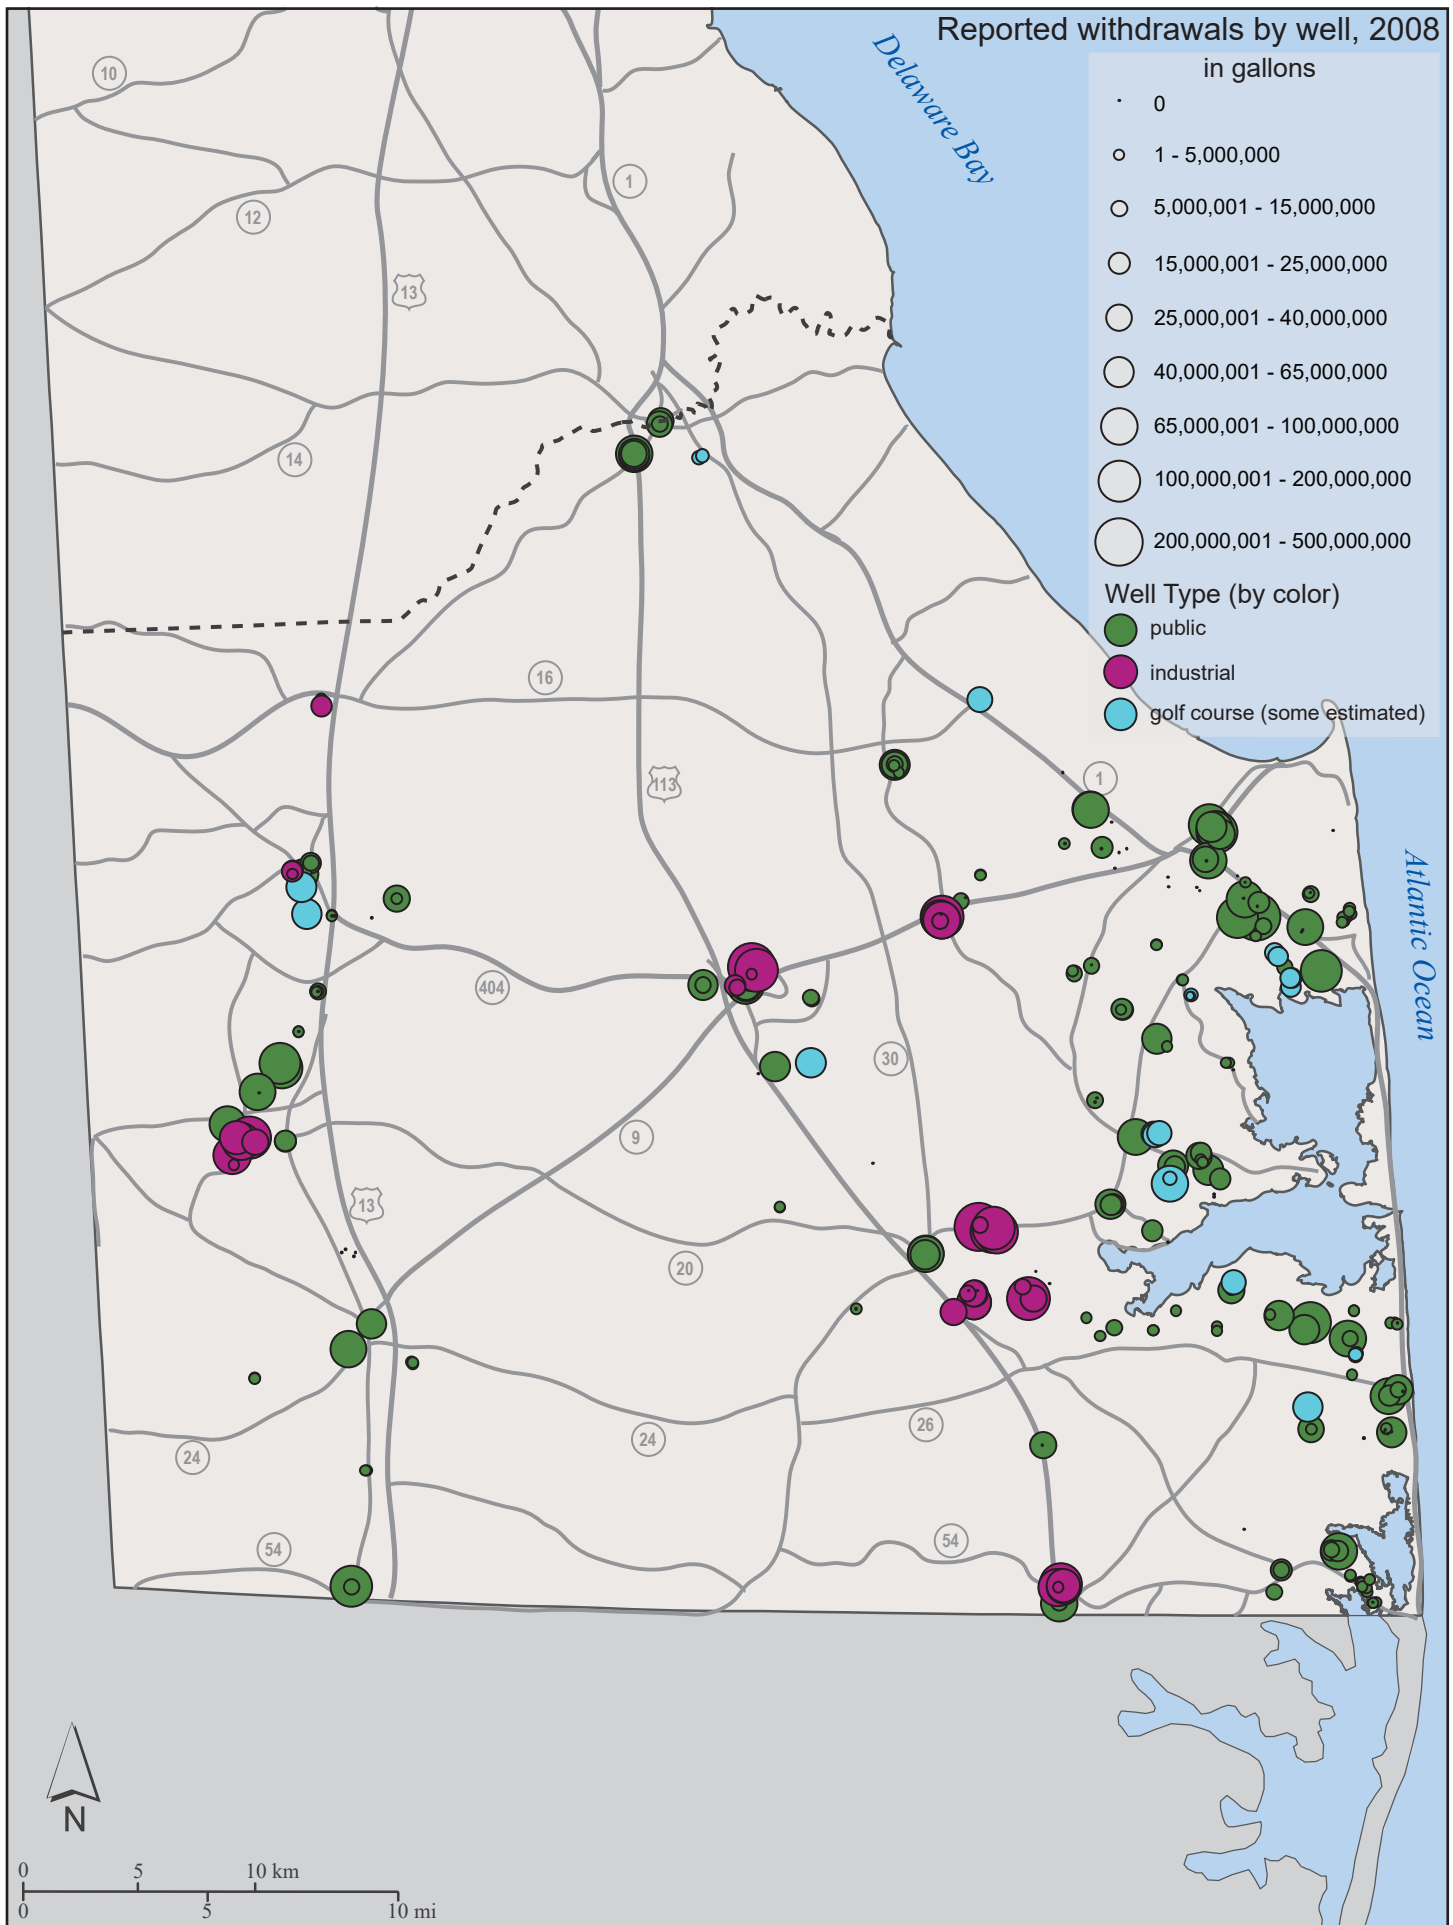 Reported withdrawals by well, 2008
in gallons
0
1 - 5,000,000
5,000,001 - 15,000,000
15,000,001 - 25,000,000
25,000,001 - 40,000,000
40,000,001 - 65,000,000
65,000,001 - 100,000,000
100,000,001 - 200,000,000
200,000,001 - 500,000,000
Well Type (by color)
public
industrial
golf course (some estimated)
Delaware Bay
10
1
12
13
14
16
113
1
Atlantic Ocean
404
30
9
13
20
24
26
24
54
54
N
0 5 10 km
0 5 10 mi